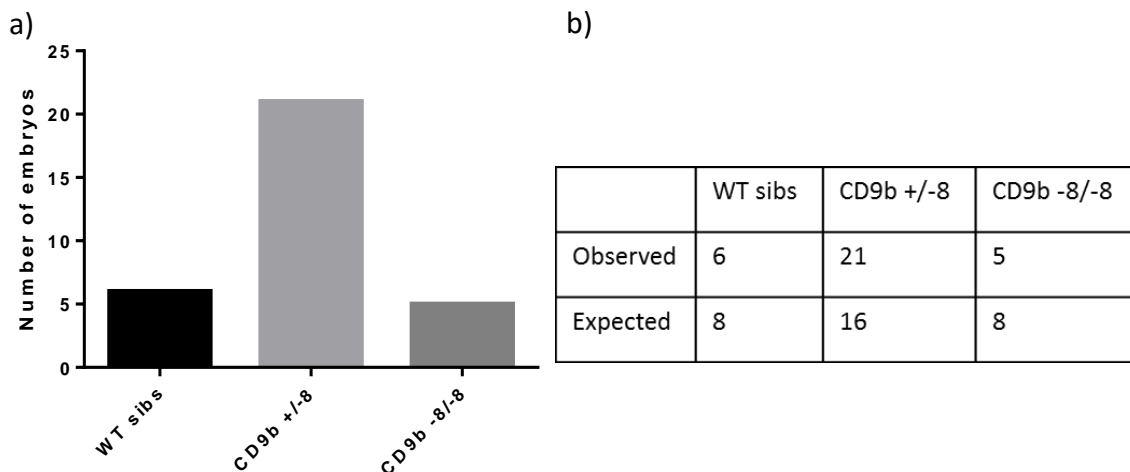 a)
25
20
15
10
5
0
Number of embryos
WT sibs
CD9b +/-8
CD9b -8/-8
b)
WT sibs CD9b +/-8 CD9b -8/-8
Observed 6 21 5
Expected 8 16 8